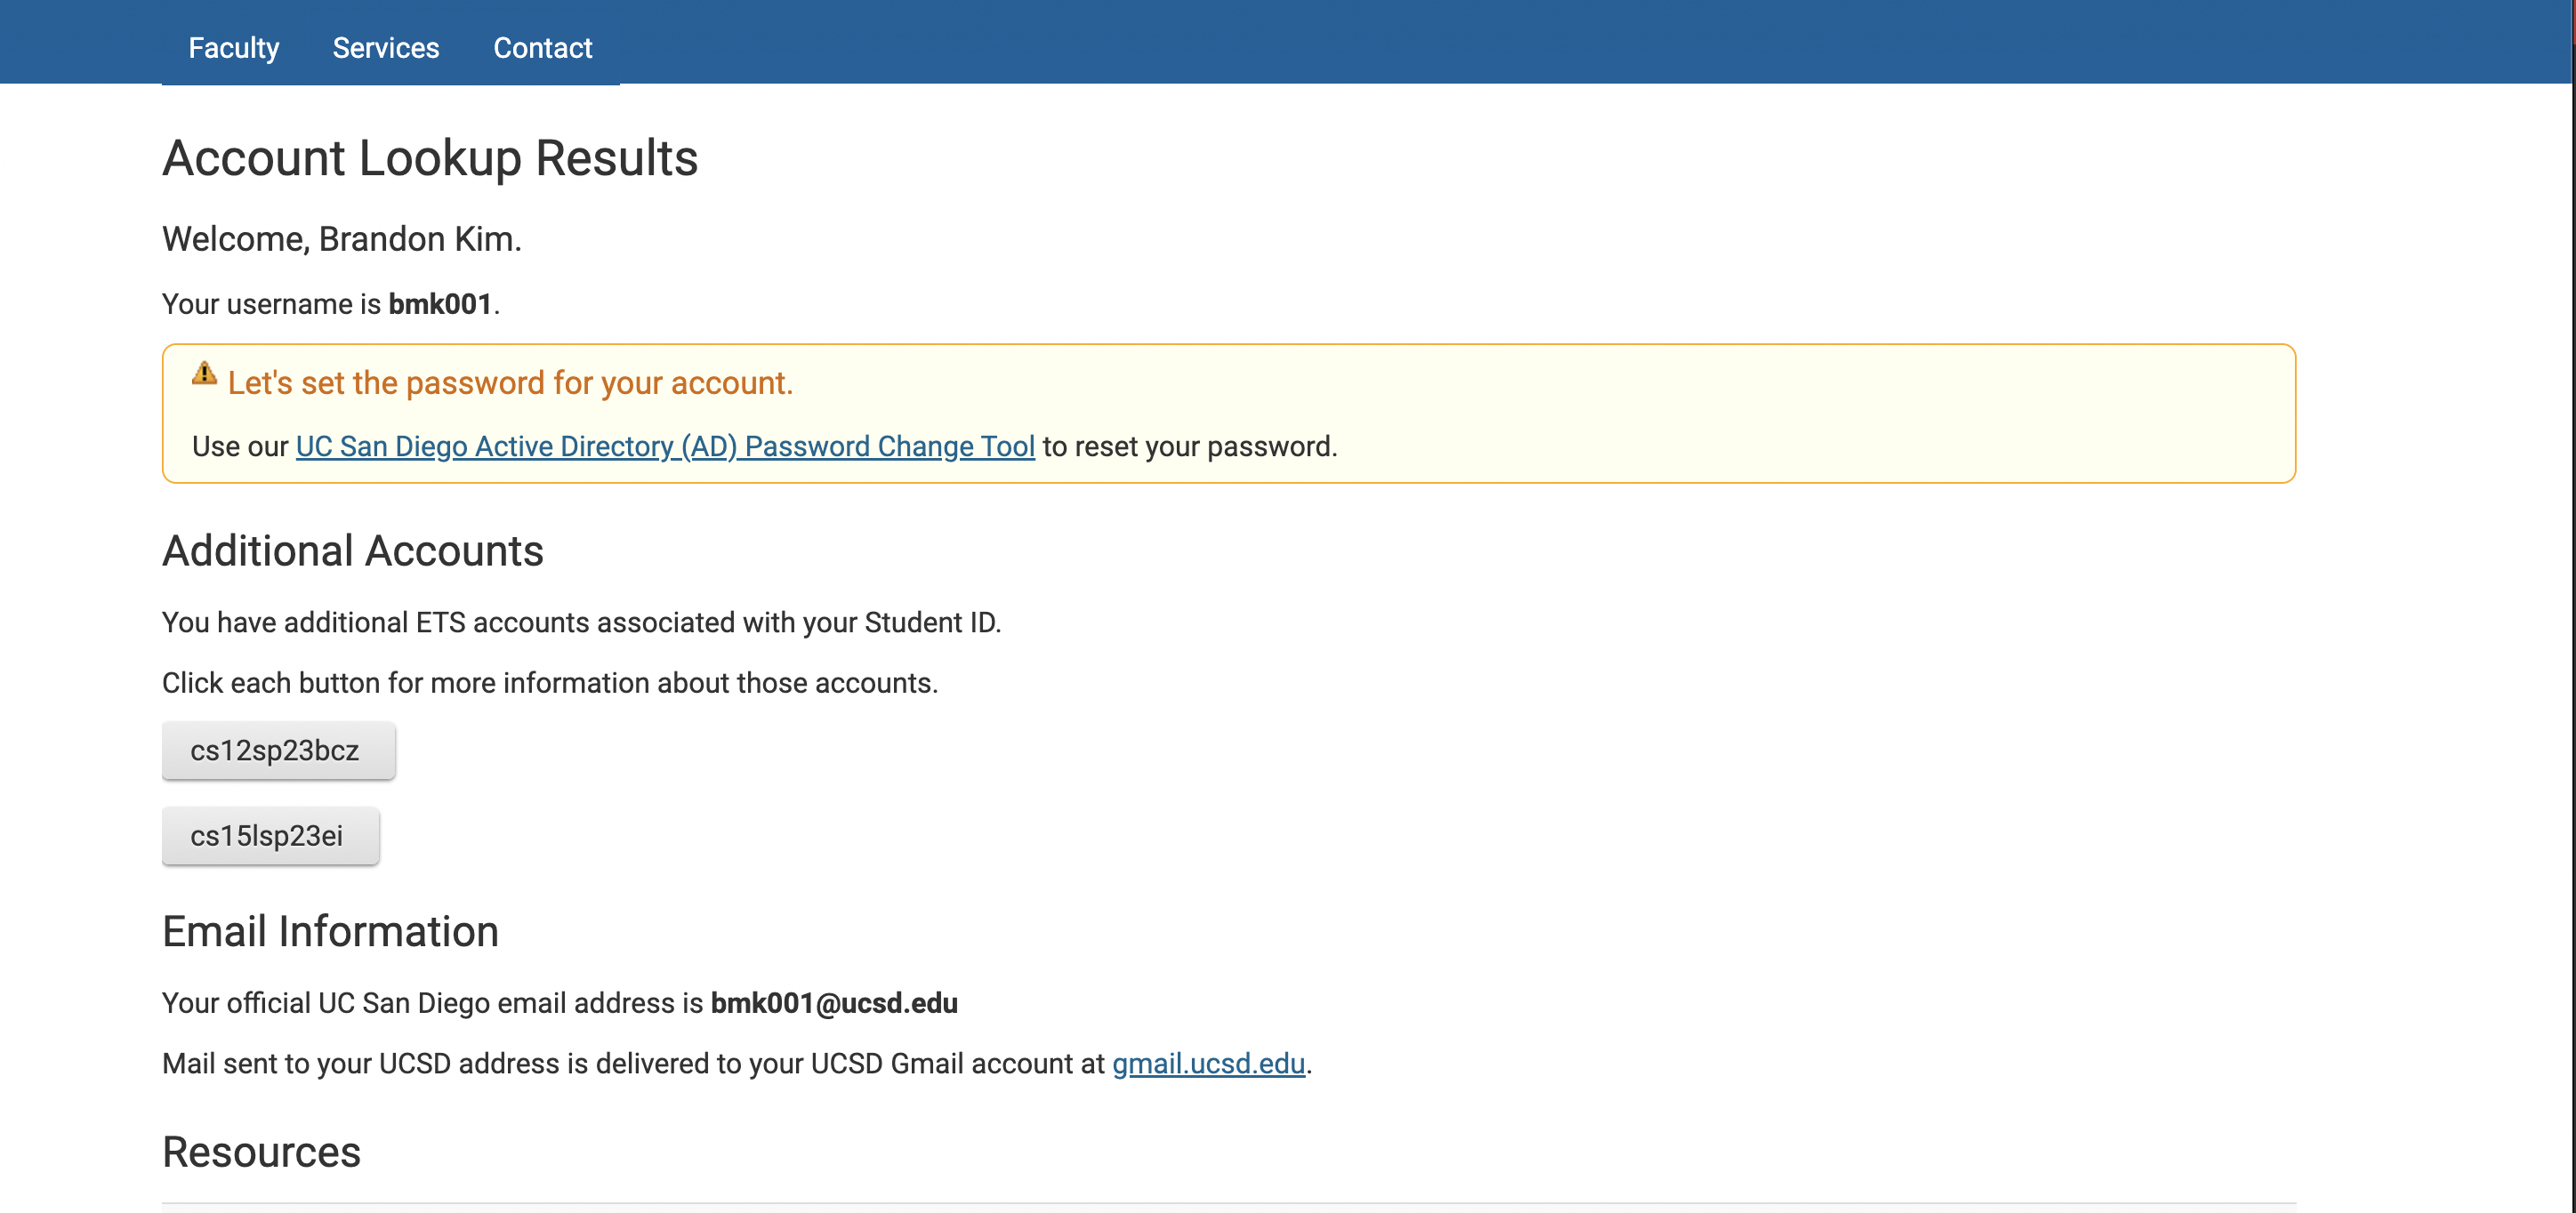 Faculty Services Contact
Account Lookup Results
Welcome, Brandon Kim.
Your username is bmk001.
Let's set the password for your account.
Use our UC San Diego Active Directory (AD) Password Change Tool to reset your password.
Additional Accounts
You have additional ETS accounts associated with your Student ID.
Click each button for more information about those accounts.
cs12sp23bcz
cs15lsp23ei
Email Information
Your official UC San Diego email address is bmk001@ucsd.edu
Mail sent to your UCSD address is delivered to your UCSD Gmail account at gmail.ucsd.edu.
Resources